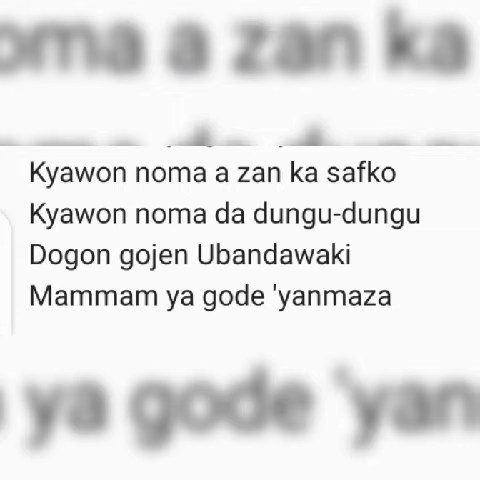 Kyawon noma a zan ka safko
Kyawon noma da dungu-dungu
Dogon gojen Ubandawaki
Mammam ya gode 'yanmaza